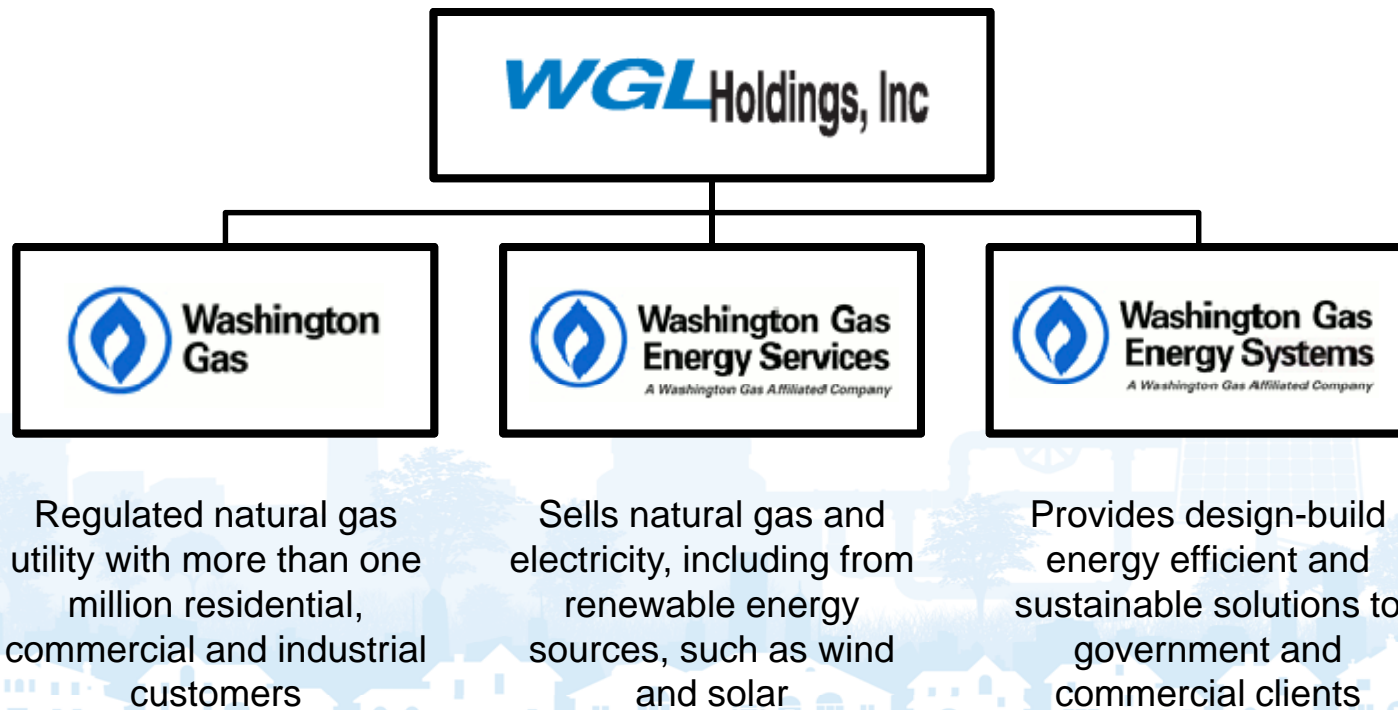 WGL Holdings, Inc
Washington
Gas
Washington Gas
Energy Services
A Washington Gas Affiliated Company
Washington Gas
Energy Systems
A Washington Gas Affiliated Company
Regulated natural gas
utility with more than one
million residential,
commercial and industrial
customers
Sells natural gas and
electricity, including from
renewable energy
sources, such as wind
and solar
Provides design-build
energy efficient and
sustainable solutions to
government and
commercial clients